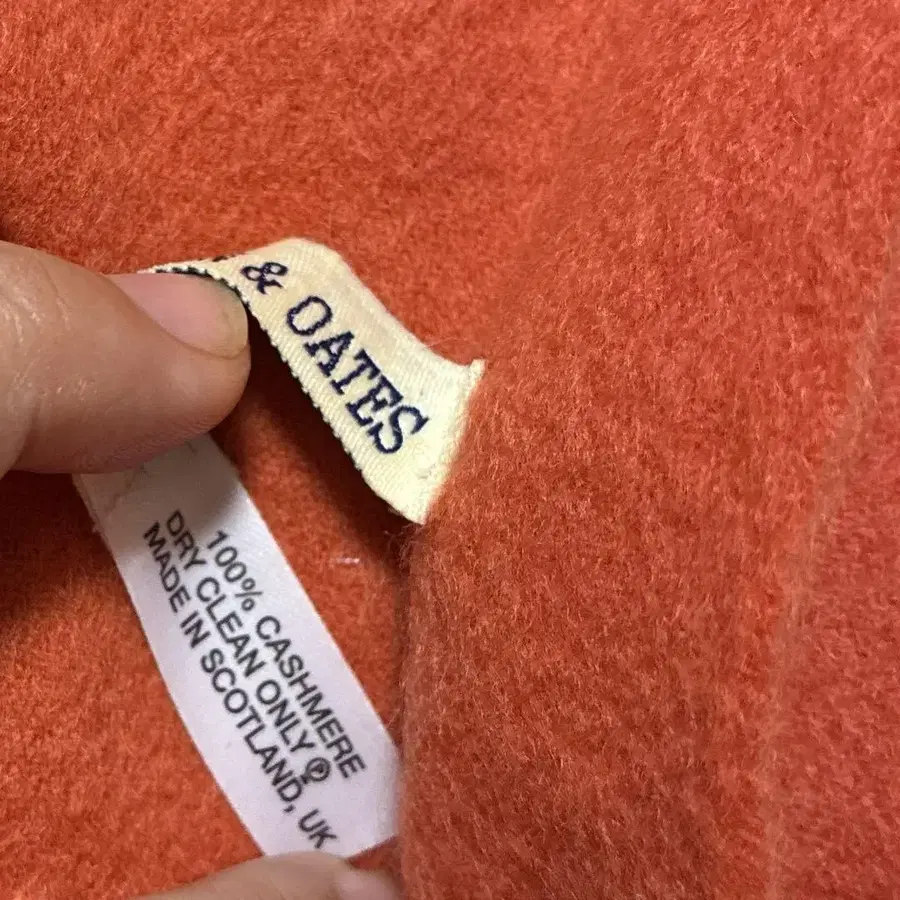 & OATES
100% CASHMERE
DRY CLEAN ONLY Ⓟ
MADE IN SCOTLAND, UK